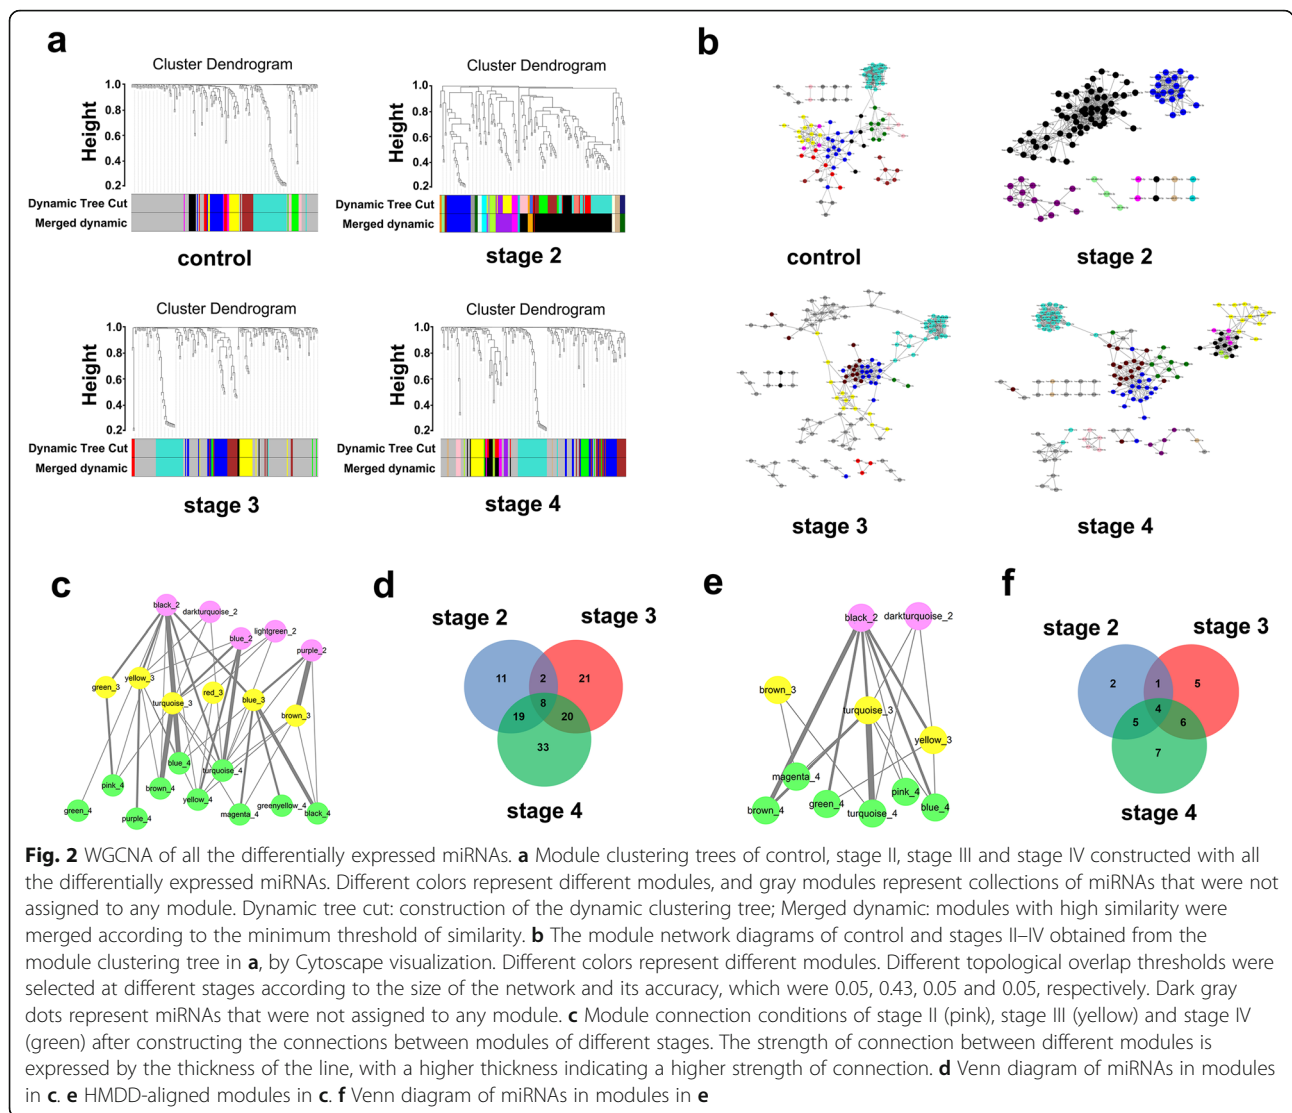 a
Cluster Dendrogram
Height
1.0
0.8
0.6
0.4
0.2
Dynamic Tree Cut
Merged dynamic
control
Cluster Dendrogram
Height
1.0
0.8
0.6
0.4
0.2
Dynamic Tree Cut
Merged dynamic
stage 2
Cluster Dendrogram
Height
1.0
0.8
0.6
0.4
0.2
Dynamic Tree Cut
Merged dynamic
stage 3
Cluster Dendrogram
Height
1.0
0.8
0.6
0.4
0.2
Dynamic Tree Cut
Merged dynamic
stage 4
b
control
stage 2
stage 3
stage 4
c
black_2
darkturquoise_2
blue_2
lightgreen_2
purple_2
green_3
yellow_3
turquoise_3
red_3
blue_3
brown_3
blue_4
turquoise_4
pink_4
brown_4
yellow_4
green_4
purple_4
magenta_4
greenyellow_4
black_4
d
stage 2
stage 3
11
2
21
8
19
20
33
stage 4
e
black_2
darkturquoise_2
brown_3
turquoise_3
yellow_3
magenta_4
brown_4
green_4
turquoise_4
pink_4
blue_4
f
stage 2
stage 3
2
1
5
4
5
6
7
stage 4
Fig. 2 WGCNA of all the differentially expressed miRNAs. a Module clustering trees of control, stage II, stage III and stage IV constructed with all
the differentially expressed miRNAs. Different colors represent different modules, and gray modules represent collections of miRNAs that were not
assigned to any module. Dynamic tree cut: construction of the dynamic clustering tree; Merged dynamic: modules with high similarity were
merged according to the minimum threshold of similarity. b The module network diagrams of control and stages II–IV obtained from the
module clustering tree in a, by Cytoscape visualization. Different colors represent different modules. Different topological overlap thresholds were
selected at different stages according to the size of the network and its accuracy, which were 0.05, 0.43, 0.05 and 0.05, respectively. Dark gray
dots represent miRNAs that were not assigned to any module. c Module connection conditions of stage II (pink), stage III (yellow) and stage IV
(green) after constructing the connections between modules of different stages. The strength of connection between different modules is
expressed by the thickness of the line, with a higher thickness indicating a higher strength of connection. d Venn diagram of miRNAs in modules
in c. e HMDD-aligned modules in c. f Venn diagram of miRNAs in modules in e